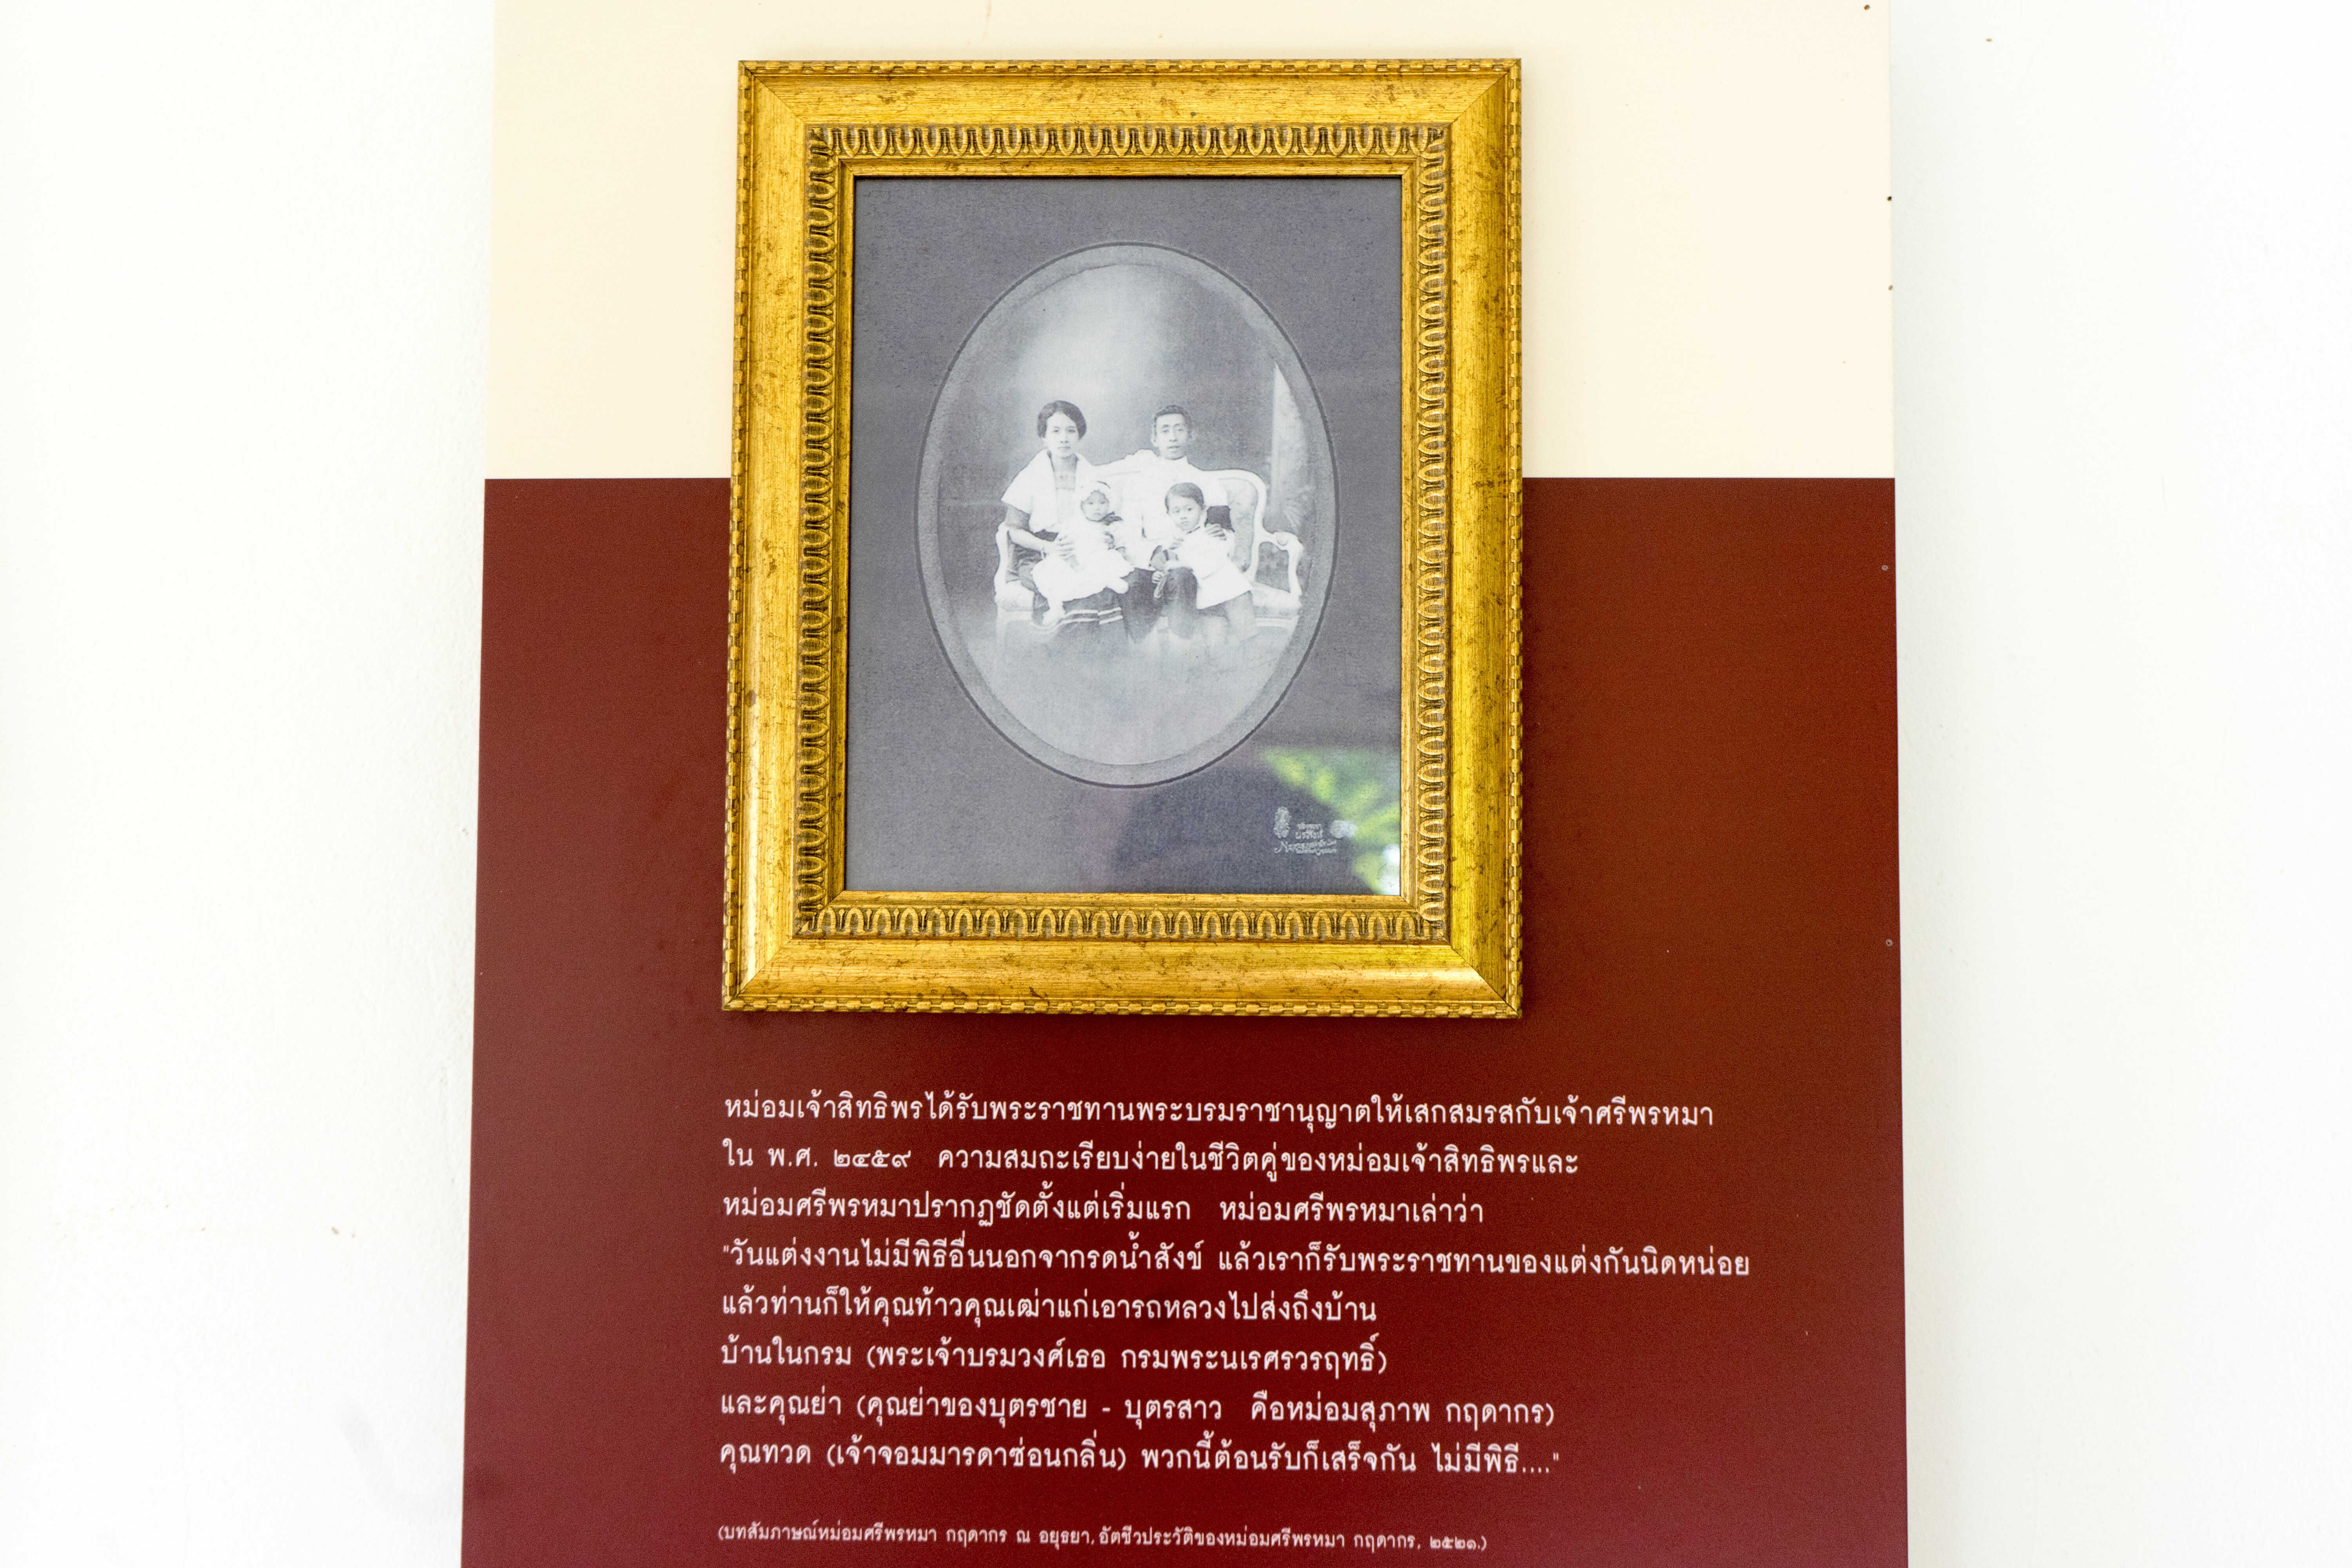 นรสิงห์
หม่อมเจ้าสิทธิพรได้รับพระราชทานพระบรมราชานุญาตให้เสกสมรสกับเจ้าศรีพรหมา
ใน พ.ศ. ๒๔๕๙ ความสมถะเรียบง่ายในชีวิตคู่ของหม่อมเจ้าสิทธิพรและ
หม่อมศรีพรหมาปรากฏชัดตั้งแต่เริ่มแรก หม่อมศรีพรหมาเล่าว่า
"วันแต่งงานไม่มีพิธีอื่นนอกจากรดน้ำสังข์ แล้วเราก็รับพระราชทานของแต่งกันนิดหน่อย
แล้วท่านก็ให้คุณท้าวคุณเฒ่าแก่เอารถหลวงไปส่งถึงบ้าน
บ้านในกรม (พระเจ้าบรมวงศ์เธอ กรมพระนเรศรวรฤทธิ์)
และคุณย่า (คุณย่าของบุตรชาย - บุตรสาว คือหม่อมสุภาพ กฤดากร)
คุณทวด (เจ้าจอมมารดาซ่อนกลิ่น) พวกนี้ต้อนรับก็เสร็จกัน ไม่มีพิธี...."
(บทสัมภาษณ์หม่อมศรีพรหมา กฤดากร ณ อยุธยา, อัตชีวประวัติของหม่อมศรีพรหมา กฤดากร, ๒๕๒๑.)